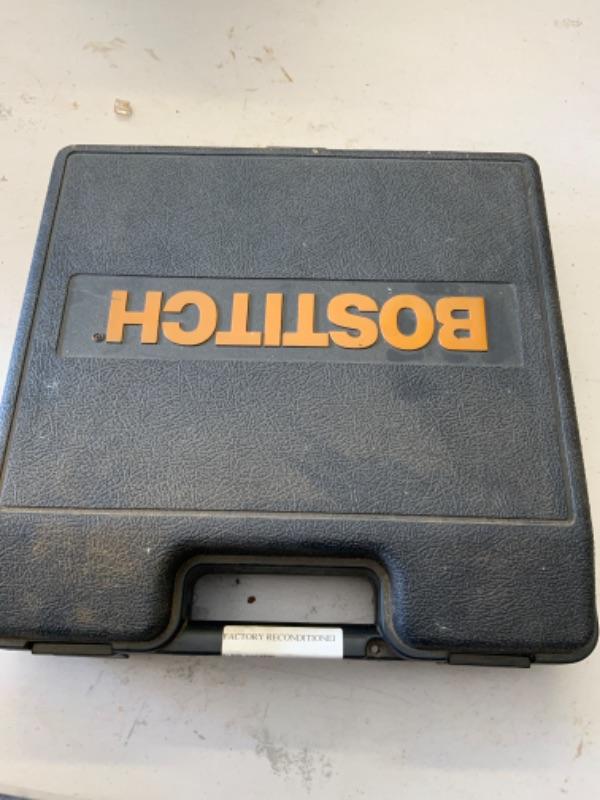 BOSTITCH®
FACTORY RECONDITIONED